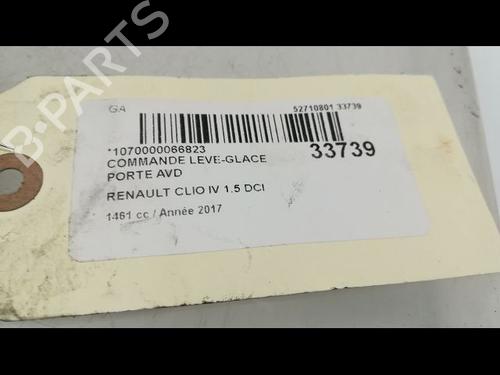 GA
52710801 33739
*1070000066823
33739
COMMANDE LEVE-GLACE
PORTE AVD
RENAULT CLIO IV 1.5 DCI
1461 cc / Année 2017
B-PARTS